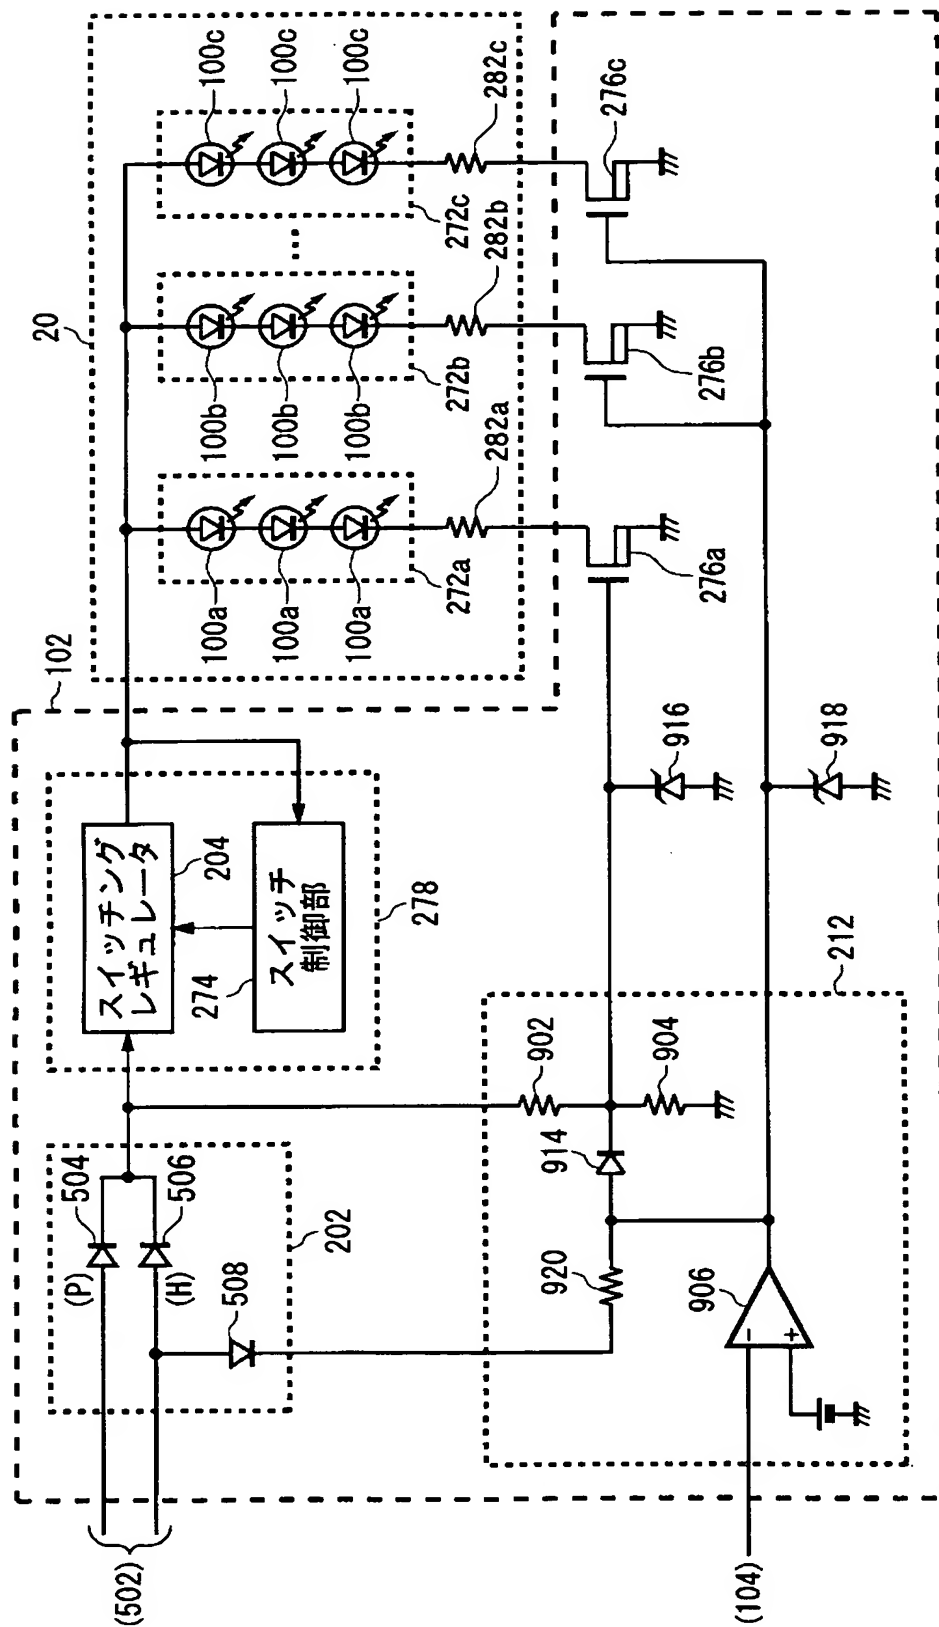 20
102
100a
100a
100a
272a
282a
100b
100b
100b
272b
282b
100c
100c
100c
272c
282c
276a
276b
276c
スイッチング
レギュレータ
204
スイッチ
制御部
274
278
504
(P)
506
(H)
508
202
(502)
902
904
914
920
906
−
+
212
916
918
(104)